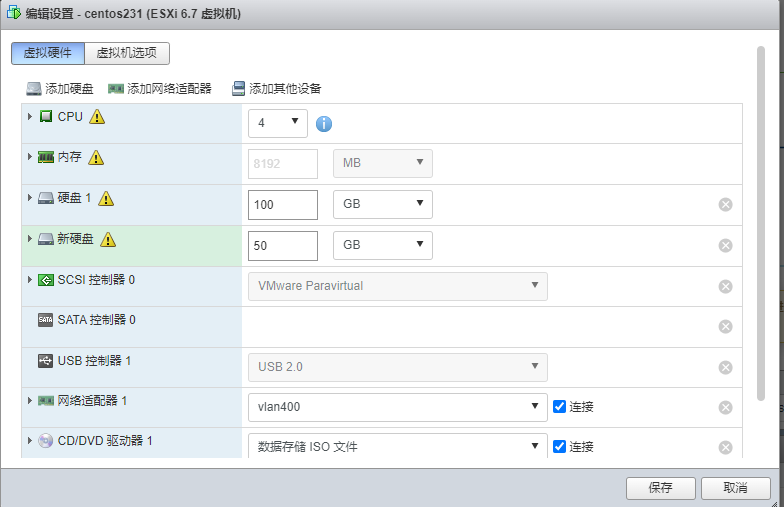 编辑设置 - centos231 (ESXi 6.7 虚拟机)
虚拟硬件 虚拟机选项
添加硬盘 添加网络适配器 添加其他设备
CPU 4
内存 8192 MB
硬盘 1 100 GB
新硬盘 50 GB
SCSI 控制器 0 VMware Paravirtual
SATA SATA 控制器 0
USB 控制器 1 USB 2.0
网络适配器 1 vlan400 连接
CD/DVD 驱动器 1 数据存储 ISO 文件 连接
保存 取消